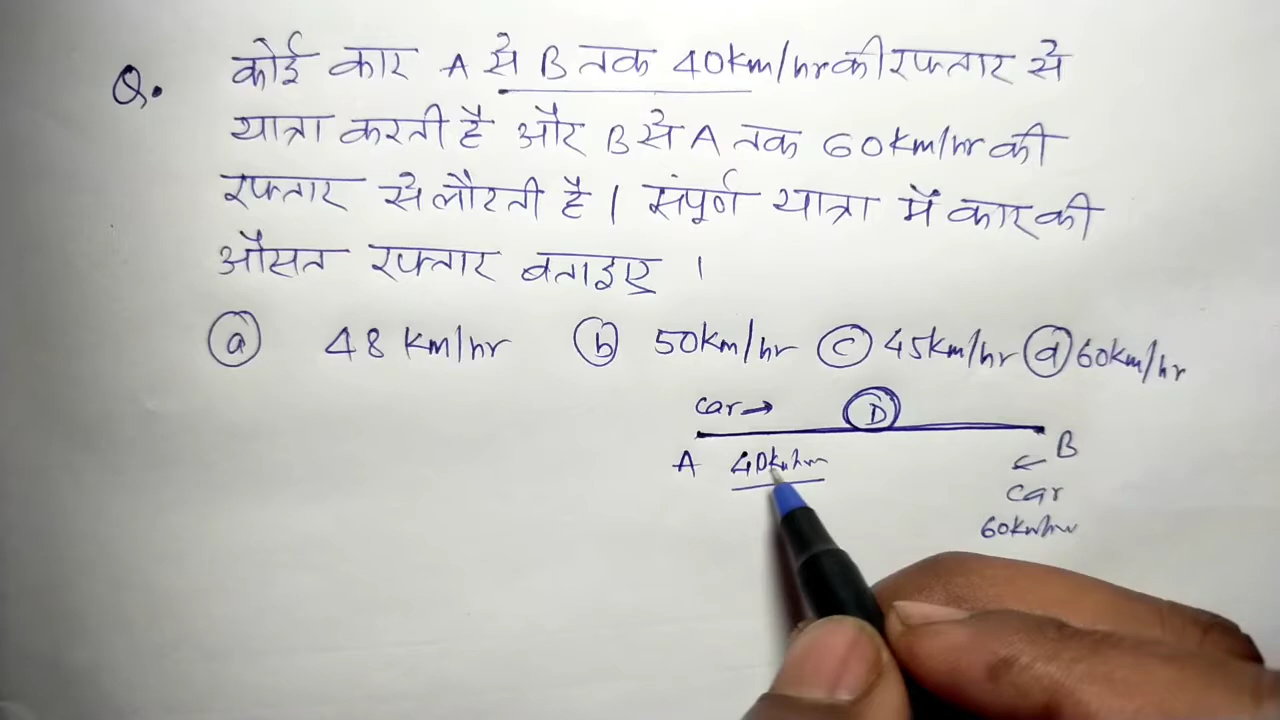 Q. कोई कार A से B तक 40km/hr की रफ्तार से
यात्रा करती है और B से A तक 60km/hr की
रफ्तार से लौटती है। संपूर्ण यात्रा में कार की
औसत रफ्तार बताइए ।
(a) 48 km/hr (b) 50km/hr (c) 45km/hr (d) 60km/hr
car→ D
A 40km/hr B
←
car
60km/hr